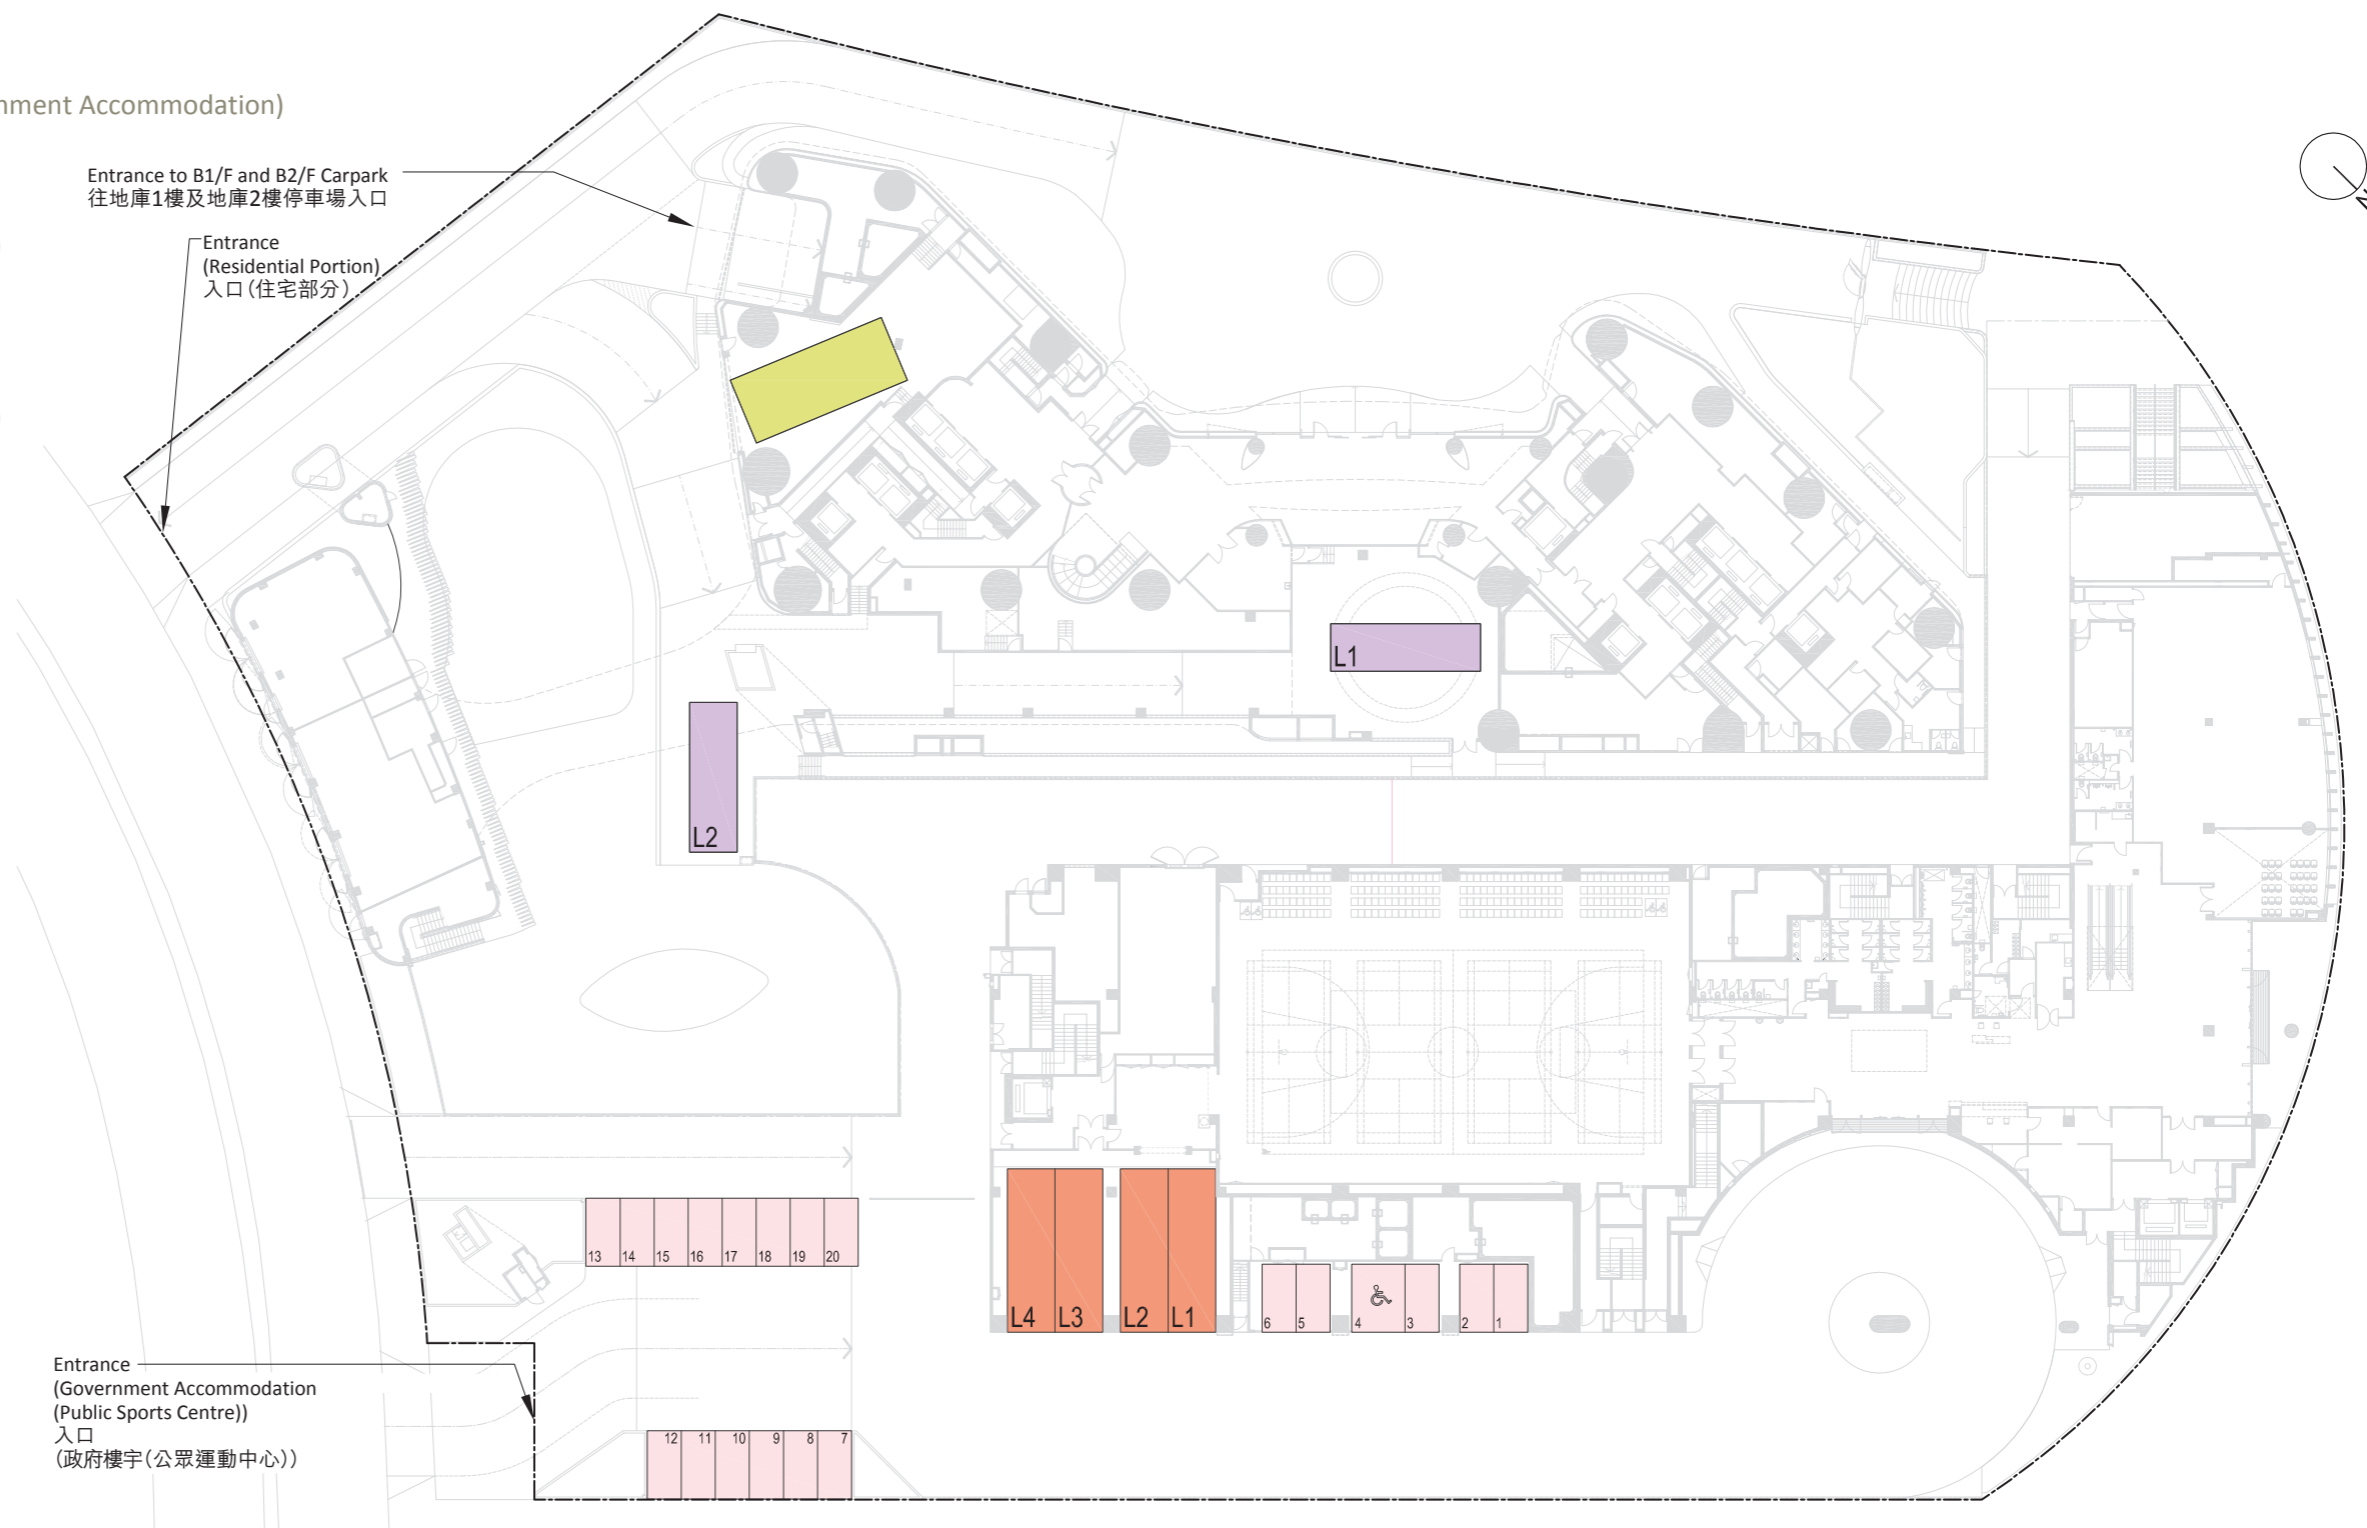 nment Accommodation)
Entrance to B1/F and B2/F Carpark
往地庫1樓及地庫2樓停車場入口
Entrance
(Residential Portion)
入口(住宅部分)
N
L1
L2
13 14 15 16 17 18 19 20
L4 L3 L2 L1
6 5 4 3 2 1
Entrance
(Government Accommodation
(Public Sports Centre))
入口
(政府樓宇(公眾運動中心))
12 11 10 9 8 7